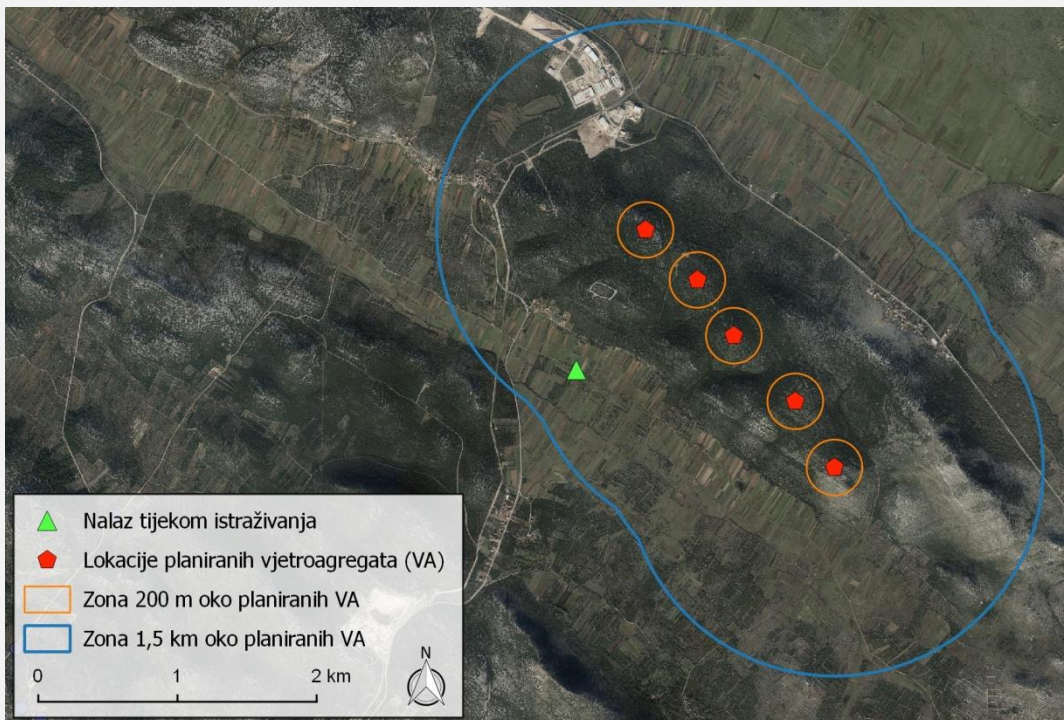 Nalaz tijekom istraživanja
Lokacije planiranih vjetroagregata (VA)
Zona 200 m oko planiranih VA
Zona 1,5 km oko planiranih VA
0 1 2 km
N